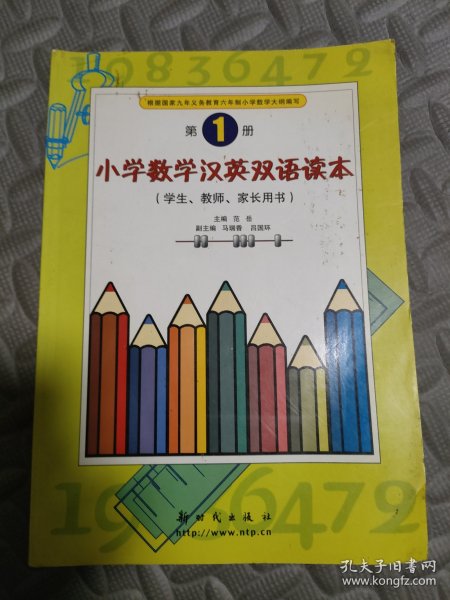 19836472
根据国家九年义务教育六年制小学数学大纲编写
第1册
小学数学汉英双语读本
(学生、教师、家长用书)
主编 范岳
副主编 马瑞香 吕国环
19836472
新时代出版社
http://www.ntp.cn
孔夫子旧书网
www.kongfz.com